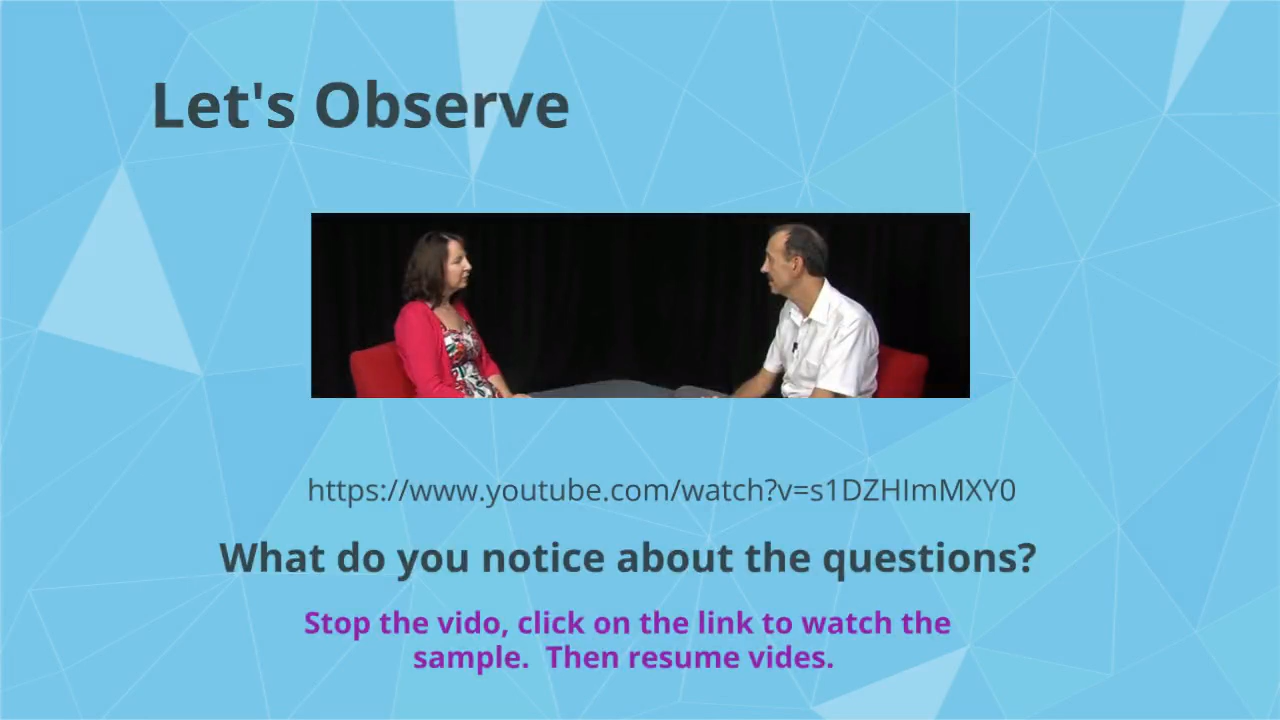 Let's Observe
https://www.youtube.com/watch?v=s1DZHImMXY0
What do you notice about the questions?
Stop the vido, click on the link to watch the
sample.  Then resume vides.